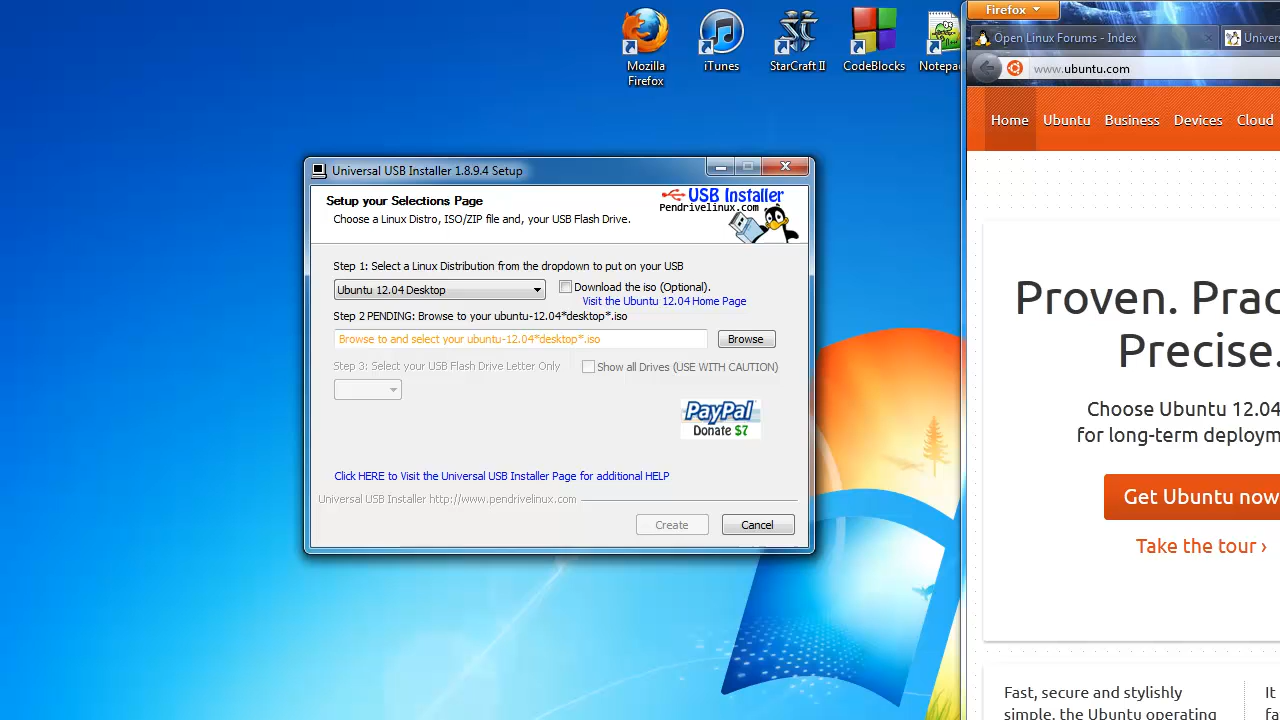 Mozilla
Firefox
iTunes
StarCraft II
CodeBlocks
Notepa
Firefox
Open Linux Forums - Index
Univers
www.ubuntu.com
Home
Ubuntu
Business
Devices
Cloud
Universal USB Installer 1.8.9.4 Setup
Setup your Selections Page
Choose a Linux Distro, ISO/ZIP file and, your USB Flash Drive.
USB Installer
Pendrivelinux.com
Step 1: Select a Linux Distribution from the dropdown to put on your USB
Ubuntu 12.04 Desktop
Download the iso (Optional).
Visit the Ubuntu 12.04 Home Page
Step 2 PENDING: Browse to your ubuntu-12.04*desktop*.iso
Browse to and select your ubuntu-12.04*desktop*.iso
Browse
Step 3: Select your USB Flash Drive Letter Only
Show all Drives (USE WITH CAUTION)
PayPal
Donate $7
Click HERE to Visit the Universal USB Installer Page for additional HELP
Universal USB Installer http://www.pendrivelinux.com
Create
Cancel
Proven. Prac
Precise.
Choose Ubuntu 12.04
for long-term deploym
Get Ubuntu now
Take the tour ›
Fast, secure and stylishly
simple, the Ubuntu operating
It
fa